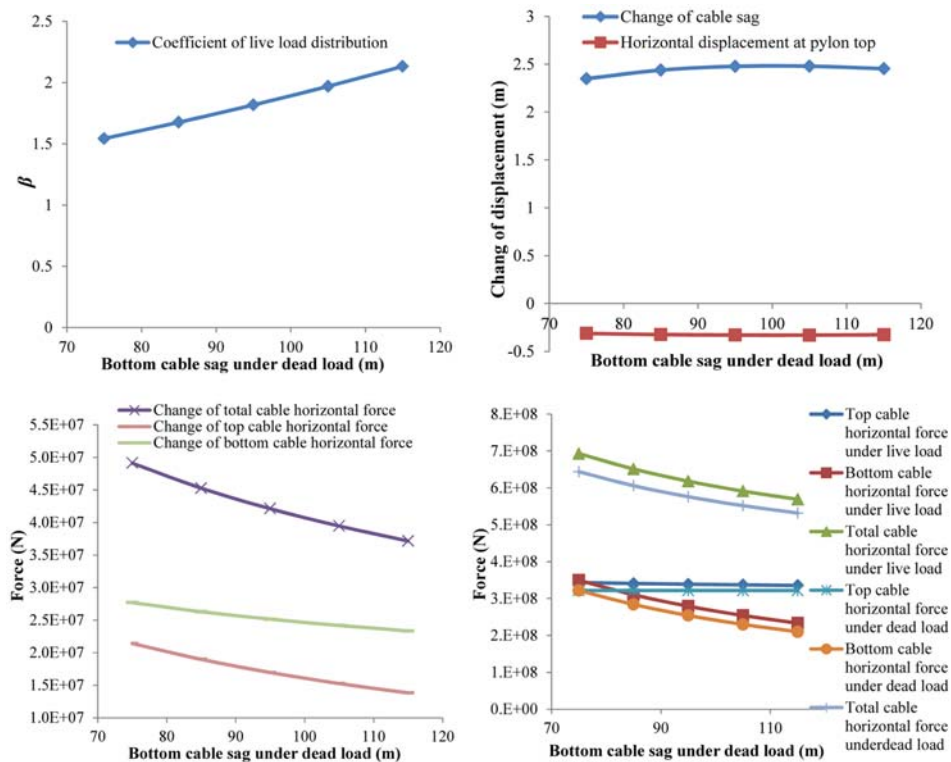 2.5
Coefficient of live load distribution
2
1.5
β
1
0.5
0
70 80 90 100 110 120
Bottom cable sag under dead load (m)
3
Change of cable sag
Horizontal displacement at pylon top
2.5
2
1.5
Chang of displacement (m)
1
0.5
0
70 80 90 100 110 120
-0.5
Bottom cable sag under dead load (m)
Change of total cable horizontal force
Change of top cable horizontal force
Change of bottom cable horizontal force
5.5E+07
5.0E+07
4.5E+07
4.0E+07
3.5E+07
Force (N)
3.0E+07
2.5E+07
2.0E+07
1.5E+07
1.0E+07
70 80 90 100 110 120
Bottom cable sag under dead load (m)
8.E+08
7.E+08
6.E+08
5.E+08
4.E+08
Force (N)
3.E+08
2.E+08
1.E+08
0.E+00
70 90 110
Bottom cable sag under dead load (m)
Top cable
horizontal force
under live load
Bottom cable
horizontal force
under live load
Total cable
horizontal force
under live load
Top cable
horizontal force
under dead load
Bottom cable
horizontal force
under dead load
Total cable
horizontal force
underdead load